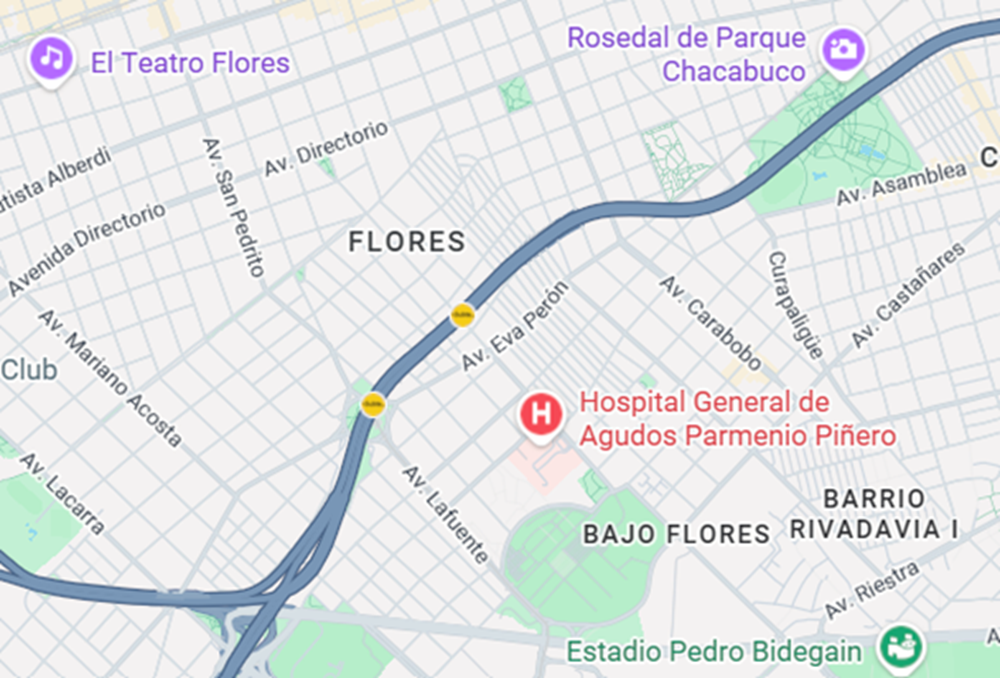 El Teatro Flores
Rosedal de Parque
Chacabuco
Av. Directorio
Av. San Pedrito
Av. Asamblea
C
Alberdi
Avenida Directorio
FLORES
Curapaligüe
Av. Castañares
Av. Carabobo
Av. Eva Perón
Av. Mariano Acosta
Club
Hospital General de
Agudos Parmenio Piñero
Av. Lacarra
Av. Lafuente
BARRIO
RIVADAVIA I
BAJO FLORES
Av. Riestra
Estadio Pedro Bidegain
A